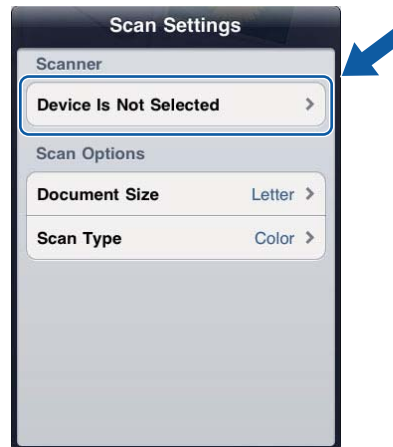 Scan Settings
Scanner
Device Is Not Selected
Scan Options
Document Size Letter
Scan Type Color